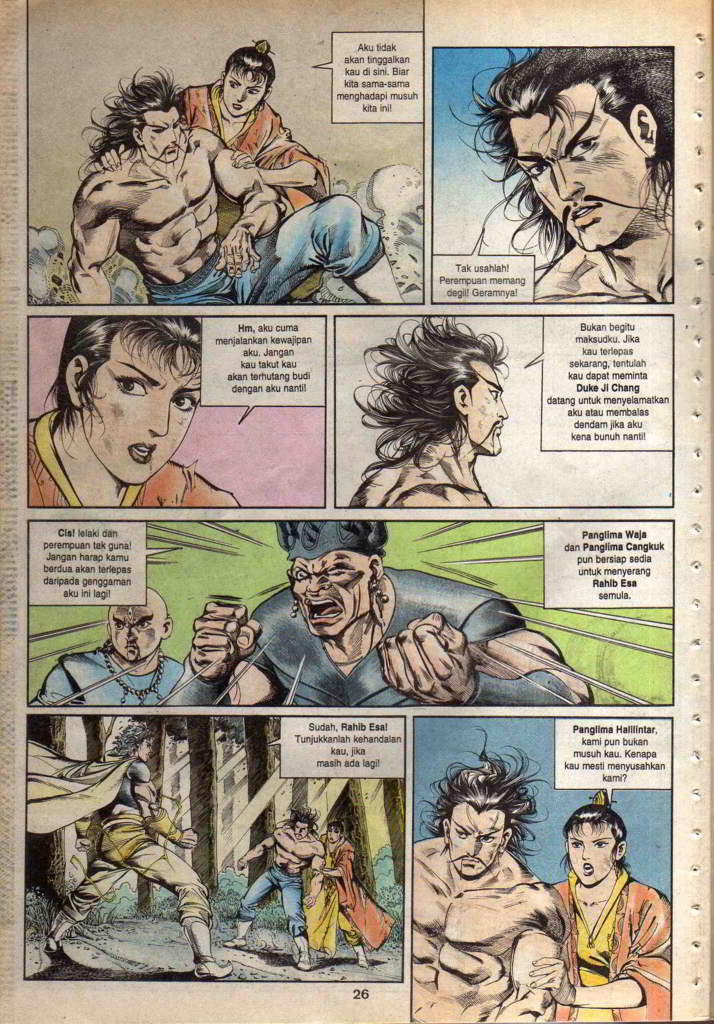 Aku tidak
akan tinggalkan
kau di sini. Biar
kita sama-sama
menghadapi musuh
kita ini!
Tak usahlah!
Perempuan memang
degil! Geramnya!
Hm, aku cuma
menjalankan kewajipan
aku. Jangan
kau takut kau
akan terhutang budi
dengan aku nanti!
Bukan begitu
maksudku. Jika
kau terlepas
sekarang, tentulah
kau dapat meminta
Duke Ji Chang
datang untuk menyelamatkan
aku atau membalas
dendam jika aku
kena bunuh nanti!
Cis! lelaki dan
perempuan tak guna!
Jangan harap kamu
berdua akan terlepas
daripada genggaman
aku ini lagi!
Panglima Waja
dan Panglima Cangkuk
pun bersiap sedia
untuk menyerang
Rahib Esa
semula.
Sudah, Rahib Esa!
Tunjukkanlah kehandalan
kau, jika
masih ada lagi!
Panglima Halilintar,
kami pun bukan
musuh kau. Kenapa
kau mesti menyusahkan
kami?
26